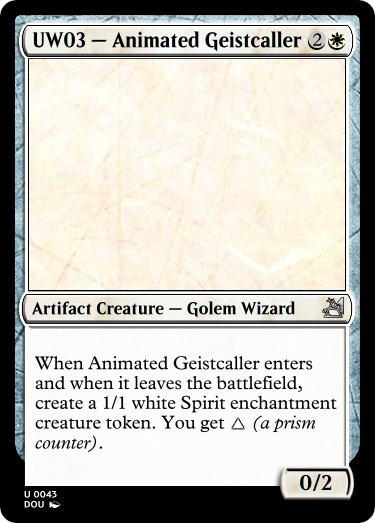 UW03 — Animated Geistcaller 2
Artifact Creature — Golem Wizard
When Animated Geistcaller enters
and when it leaves the battlefield,
create a 1/1 white Spirit enchantment
creature token. You get △ (a prism
counter).
0/2
U 0043
DOU